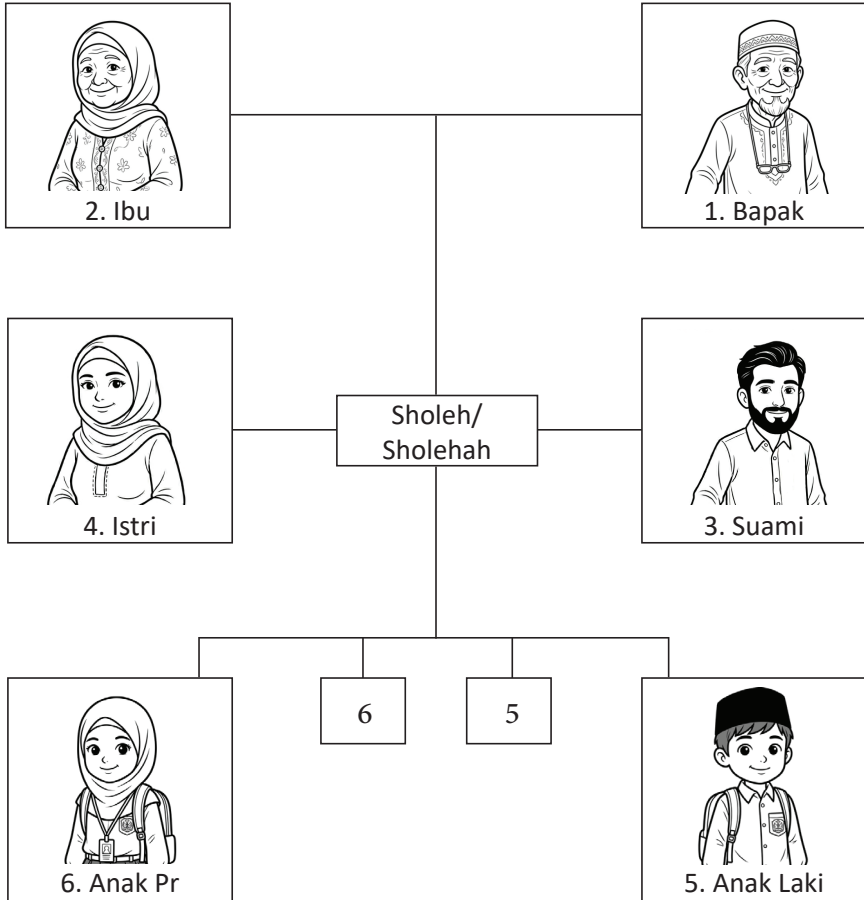 2. Ibu
1. Bapak
Sholeh/
Sholehah
4. Istri
3. Suami
6
5
6. Anak Pr
5. Anak Laki